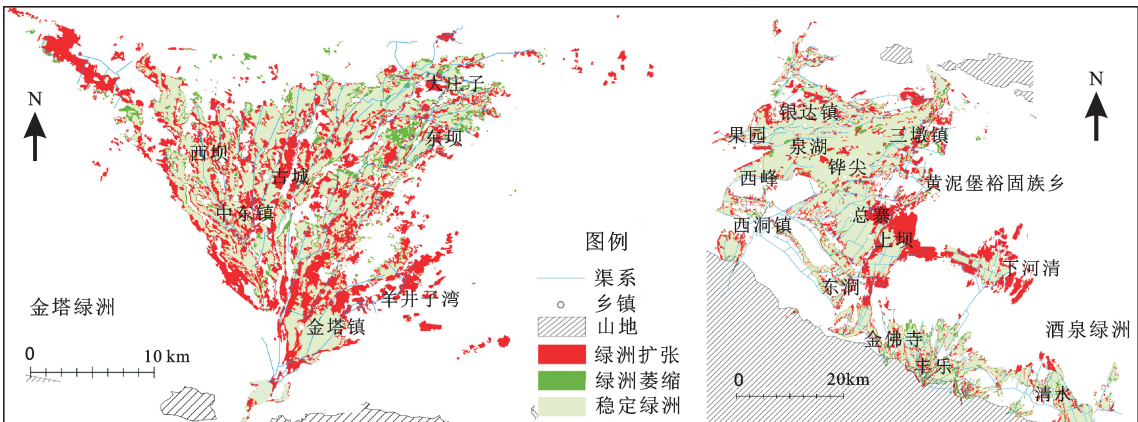 N
大庄子
东坝
西坝
古城
中东镇
羊井子湾
金塔镇
金塔绿洲
0
10 km
图例
渠系
乡镇
山地
绿洲扩张
绿洲萎缩
稳定绿洲
N
银达镇
果园
泉湖
三墩镇
铧尖
西峰
黄泥堡裕固族乡
总寨
西洞镇
上坝
下河清
东洞
酒泉绿洲
金佛寺
丰乐
清水
0
20km